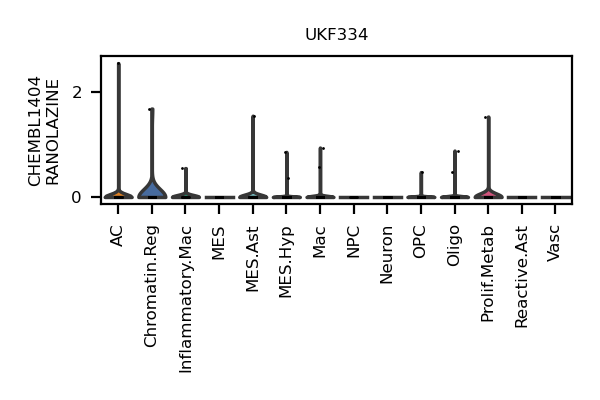 UKF334
CHEMBL1404
RANOLAZINE
2
0
AC
Chromatin.Reg
Inflammatory.Mac
MES
MES.Ast
MES.Hyp
Mac
NPC
Neuron
OPC
Oligo
Prolif.Metab
Reactive.Ast
Vasc